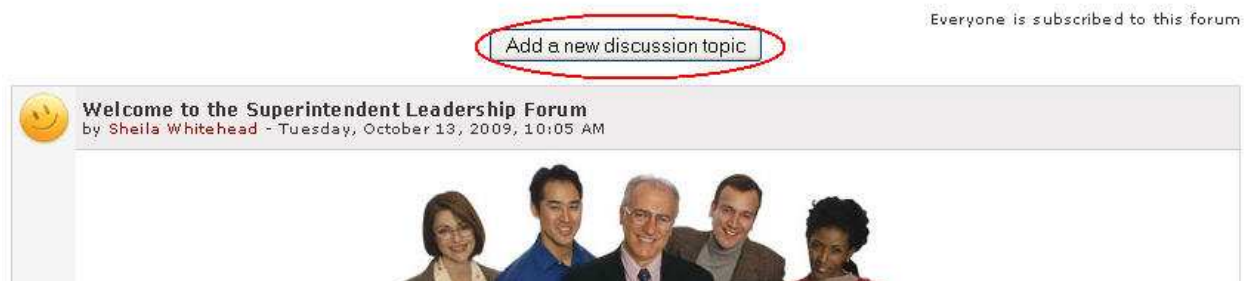 Everyone is subscribed to this forum
Add a new discussion topic
Welcome to the Superintendent Leadership Forum
by Sheila Whitehead - Tuesday, October 13, 2009, 10:05 AM